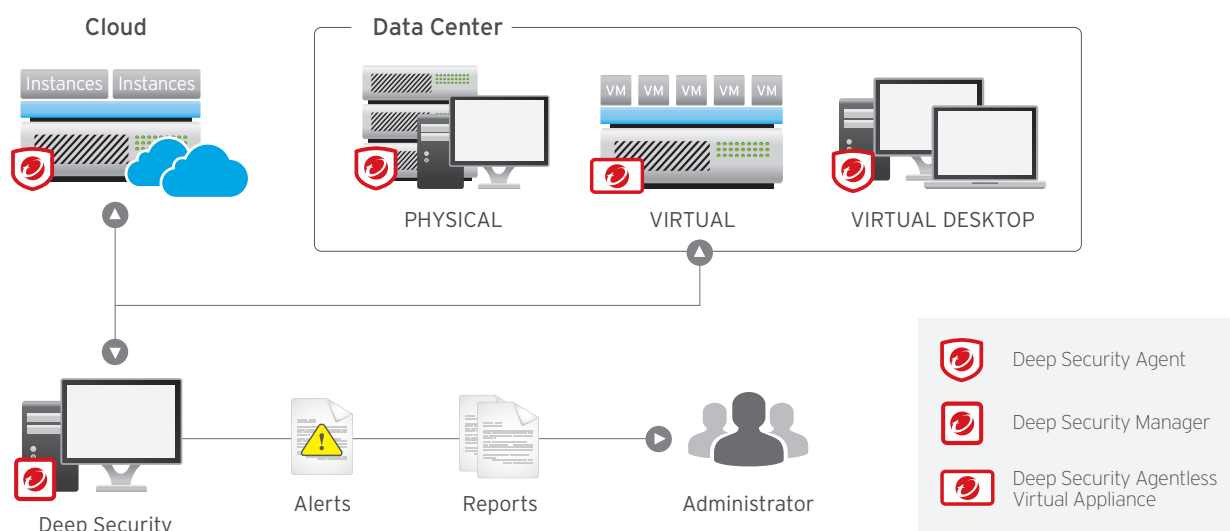 Cloud
Data Center
Instances Instances
VM VM VM VM VM
PHYSICAL
VIRTUAL
VIRTUAL DESKTOP
Deep Security Agent
Deep Security Manager
Deep Security Agentless
Virtual Appliance
Alerts
Reports
Administrator
Deep Security